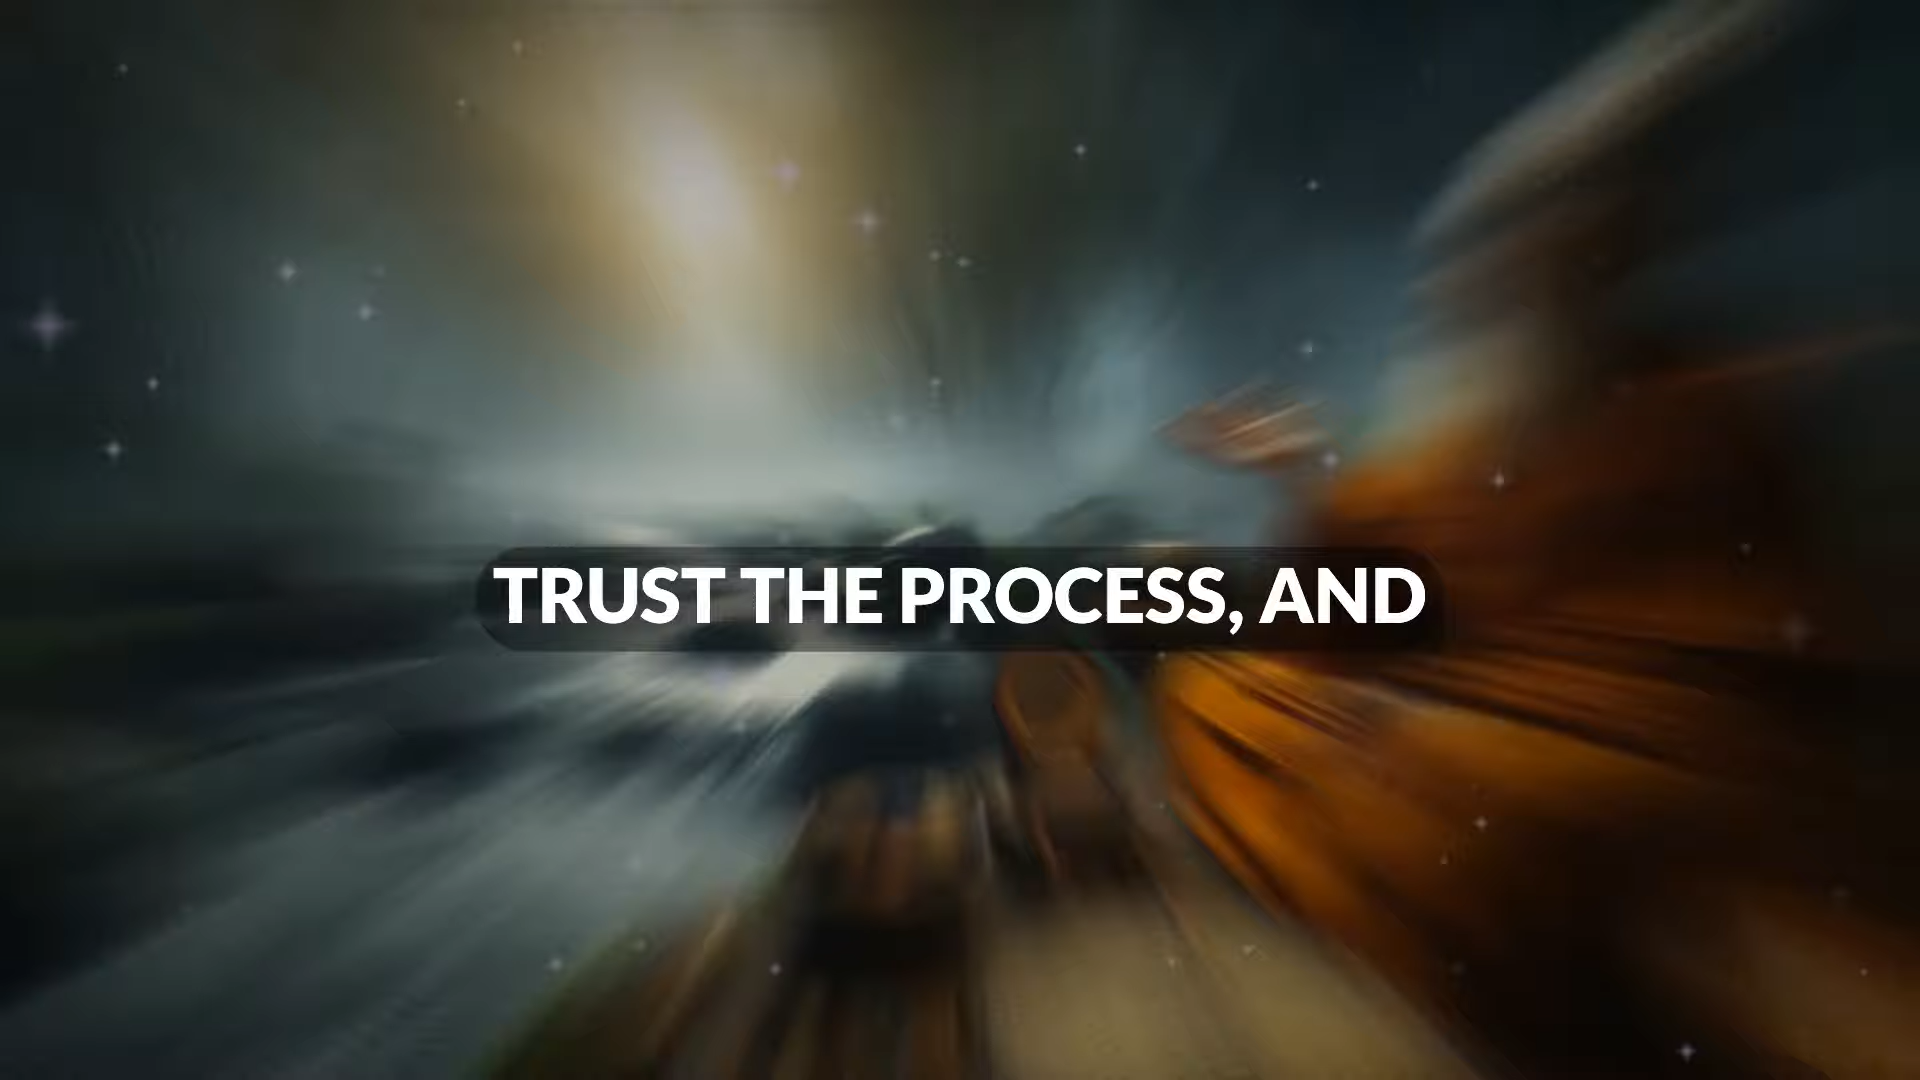 TRUST THE PROCESS, AND